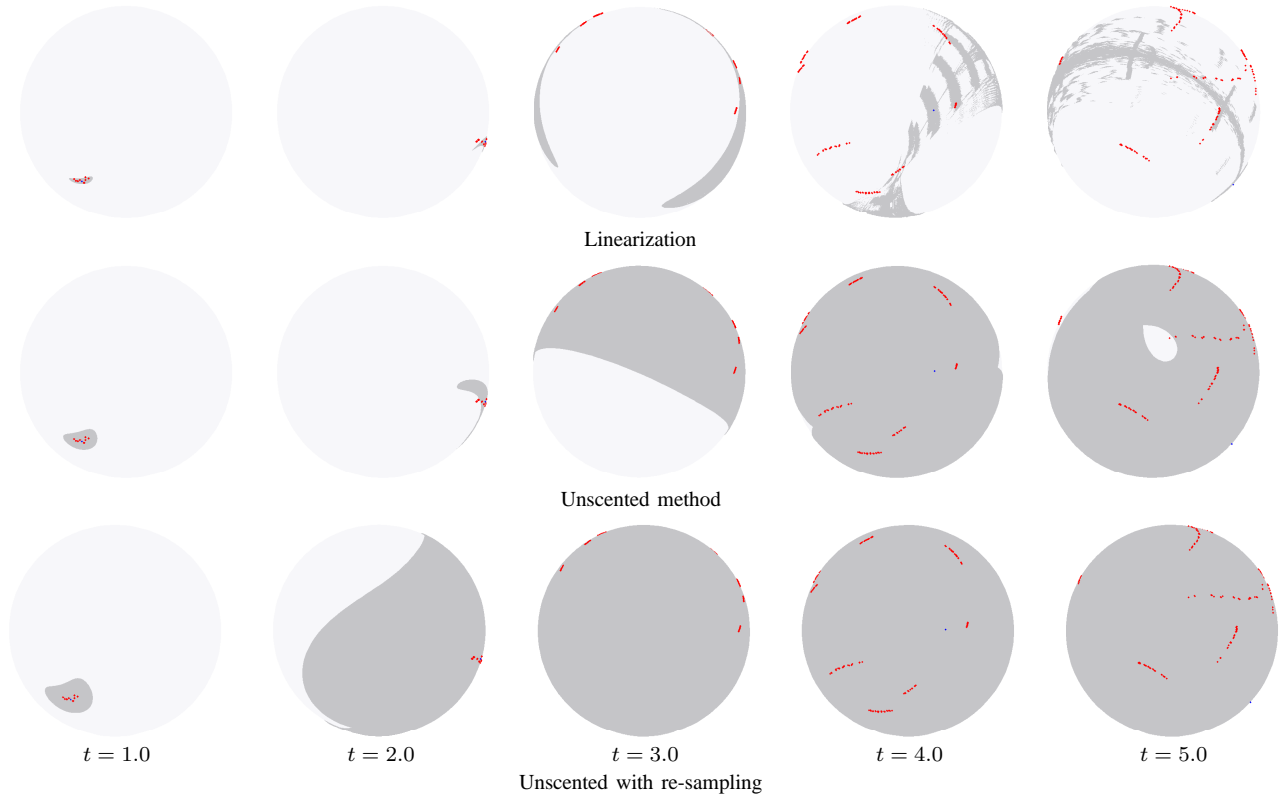 Linearization
Unscented method
t = 1.0 t = 2.0 t = 3.0 t = 4.0 t = 5.0
Unscented with re-sampling